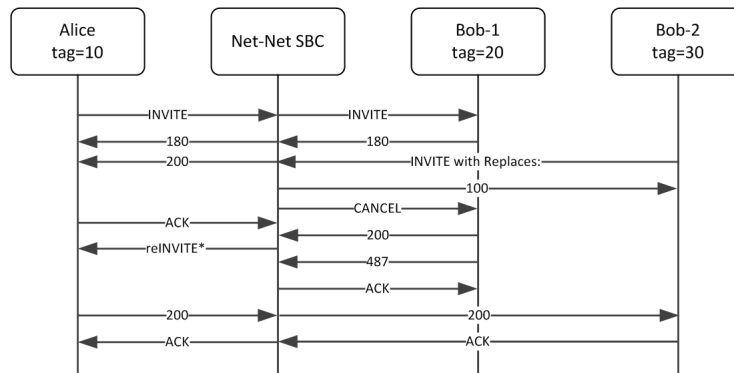 Alice
tag=10
Net-Net SBC
Bob-1
tag=20
Bob-2
tag=30
INVITE
INVITE
180
180
200
INVITE with Replaces:
100
CANCEL
ACK
200
reINVITE*
487
ACK
200
200
ACK
ACK